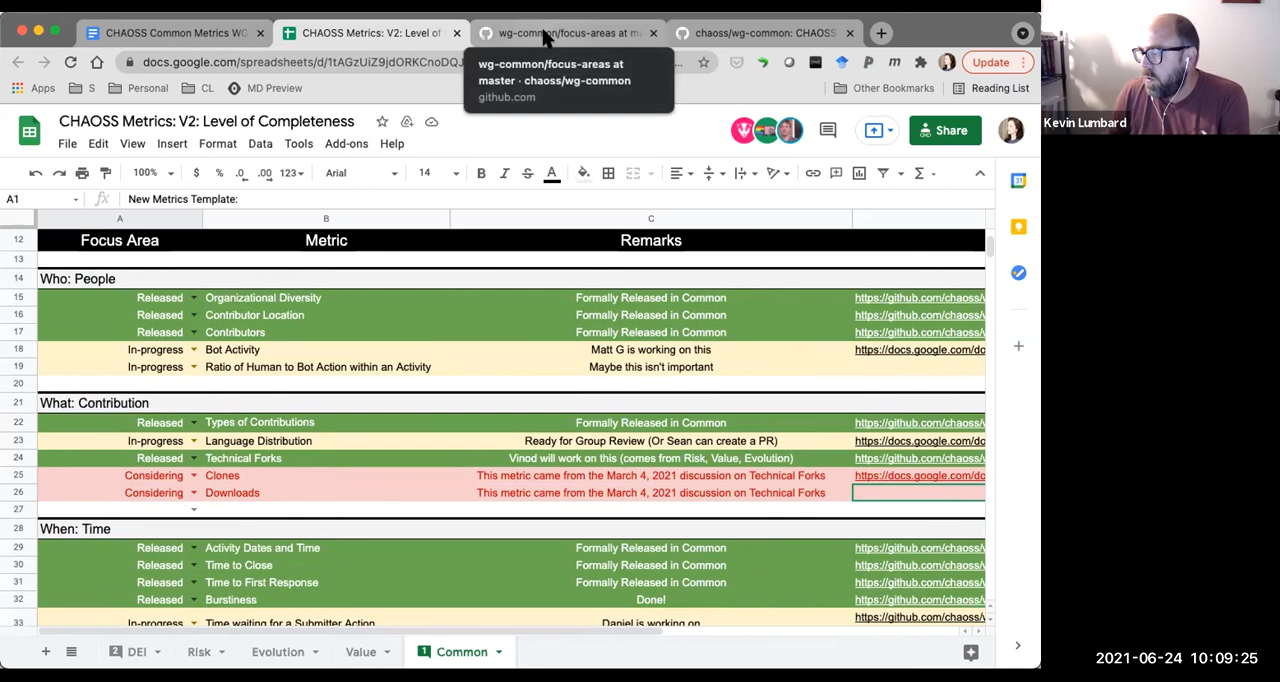 CHAOSS Common Metrics WG
CHAOSS Metrics: V2: Level of
wg-common/focus-areas at ma
chaoss/wg-common: CHAOSS
docs.google.com/spreadsheets/d/1tAGzUiZ9jdORKCnoDQJ
Update
wg-common/focus-areas at
master · chaoss/wg-common
github.com
Apps
S
Personal
CL
MD Preview
Other Bookmarks
Reading List
CHAOSS Metrics: V2: Level of Completenes
File Edit View Insert Format Data Tools Add-ons Help
Share
100% $ % .0 .00 123 Arial 14 B I S A
A1 fx New Metrics Template:
A B C
12 Focus Area Metric Remarks
13
14 Who: People
15 Released Organizational Diversity Formally Released in Common https://github.com/chaoss/
16 Released Contributor Location Formally Released in Common https://github.com/chaoss/
17 Released Contributors Formally Released in Common https://github.com/chaoss/
18 In-progress Bot Activity Matt G is working on this https://docs.google.com/do
19 In-progress Ratio of Human to Bot Action within an Activity Maybe this isn't important
20
21 What: Contribution
22 Released Types of Contributions Formally Released in Common https://github.com/chaoss/
23 In-progress Language Distribution Ready for Group Review (Or Sean can create a PR) https://docs.google.com/do
24 Released Technical Forks Vinod will work on this (comes from Risk, Value, Evolution) https://github.com/chaoss/
25 Considering Clones This metric came from the March 4, 2021 discussion on Technical Forks https://docs.google.com/do
26 Considering Downloads This metric came from the March 4, 2021 discussion on Technical Forks
27
28 When: Time
29 Released Activity Dates and Time Formally Released in Common https://github.com/chaoss/
30 Released Time to Close Formally Released in Common https://github.com/chaoss/
31 Released Time to First Response Formally Released in Common https://github.com/chaoss/
32 Released Burstiness Done! https://github.com/chaoss/
33 In-progress Time waiting for a Submitter Action Daniel is working on https://github.com/chaoss/
2 DEI Risk Evolution Value 1 Common
Kevin Lumbard
2021-06-24 10:09:25